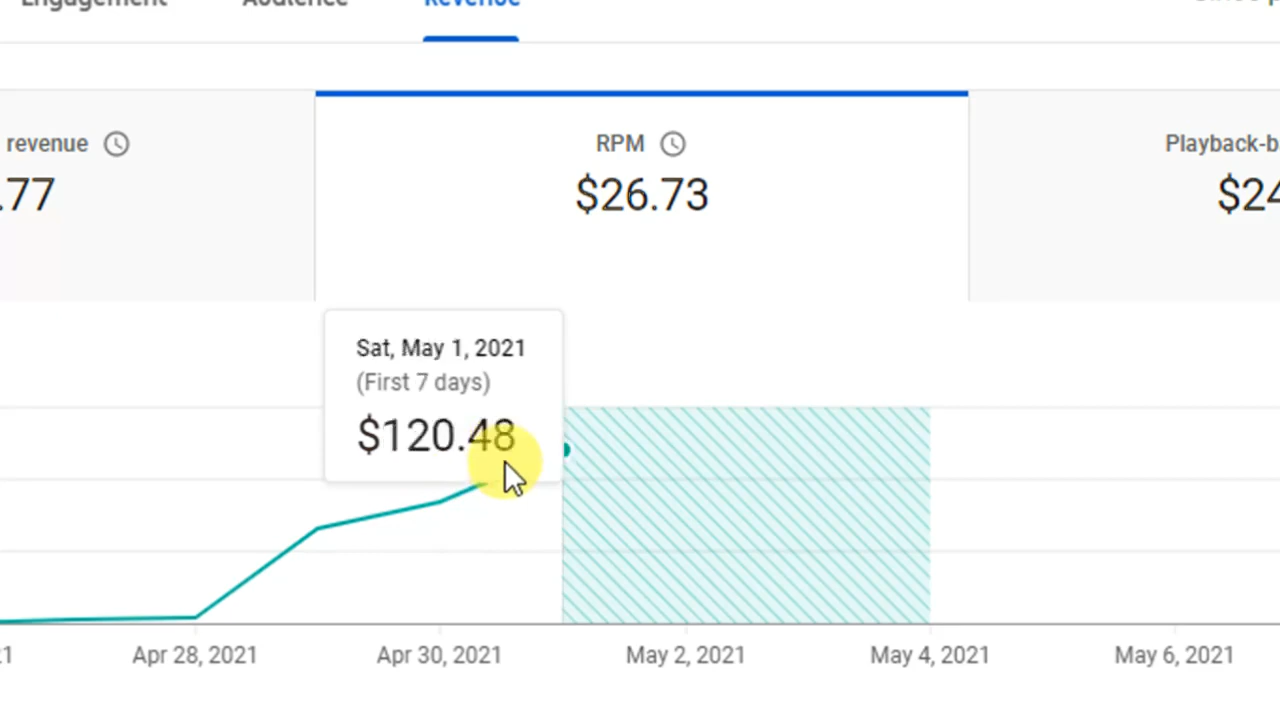 Engagement Audience Revenue
revenue RPM Playback-b
.77 $26.73 $24
Sat, May 1, 2021
(First 7 days)
$120.48
21 Apr 28, 2021 Apr 30, 2021 May 2, 2021 May 4, 2021 May 6, 2021